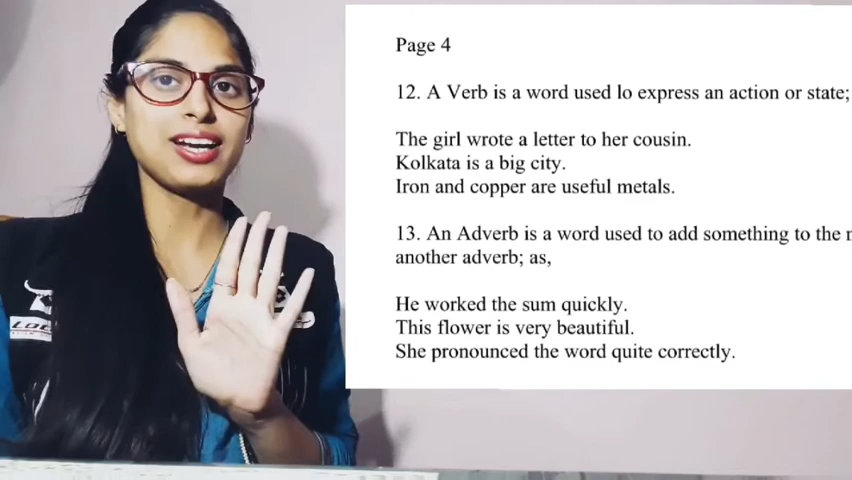 Page 4
12. A Verb is a word used lo express an action or state;
The girl wrote a letter to her cousin.
Kolkata is a big city.
Iron and copper are useful metals.
13. An Adverb is a word used to add something to the
another adverb; as,
He worked the sum quickly.
This flower is very beautiful.
She pronounced the word quite correctly.